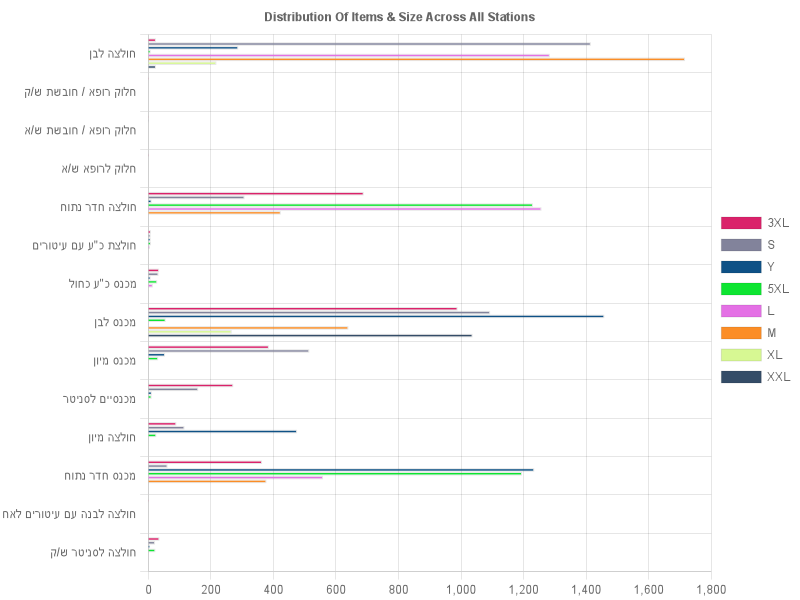 Distribution Of Items & Size Across All Stations
חולצה לבן
חלוק רופא / חובשת ש/ק
חלוק רופא / חובשת ש/א
חלוק לרופא ש/א
חולצה חדר נתוח
חולצת כ"ע עם עיטורים
מכנס כ"ע כחול
מכנס לבן
מכנס מיון
מכנסיים לסניטר
חולצה מיון
מכנס חדר נתוח
חולצה לבנה עם עיטורים לאח
חולצה לסניטר ש/ק
0 200 400 600 800 1,000 1,200 1,400 1,600 1,800
3XL
S
Y
5XL
L
M
XL
XXL